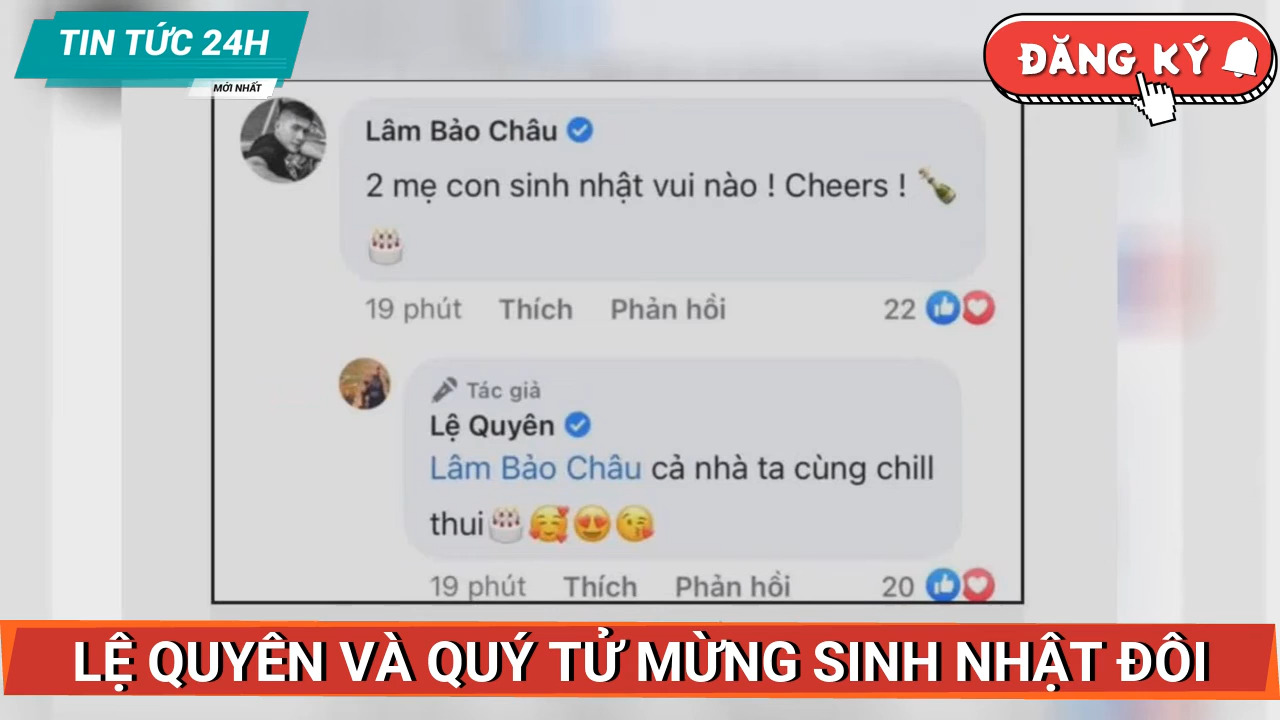 TIN TỨC 24H
MỚI NHẤT
ĐĂNG KÝ
Lâm Bảo Châu
2 mẹ con sinh nhật vui nào ! Cheers ! 🍾
🎂
19 phút Thích Phản hồi 22
Tác giả
Lệ Quyên
Lâm Bảo Châu cả nhà ta cùng chill
thui🎂🥰😍😘
19 phút Thích Phản hồi 20
LỆ QUYÊN VÀ QUÝ TỬ MỪNG SINH NHẬT ĐÔI